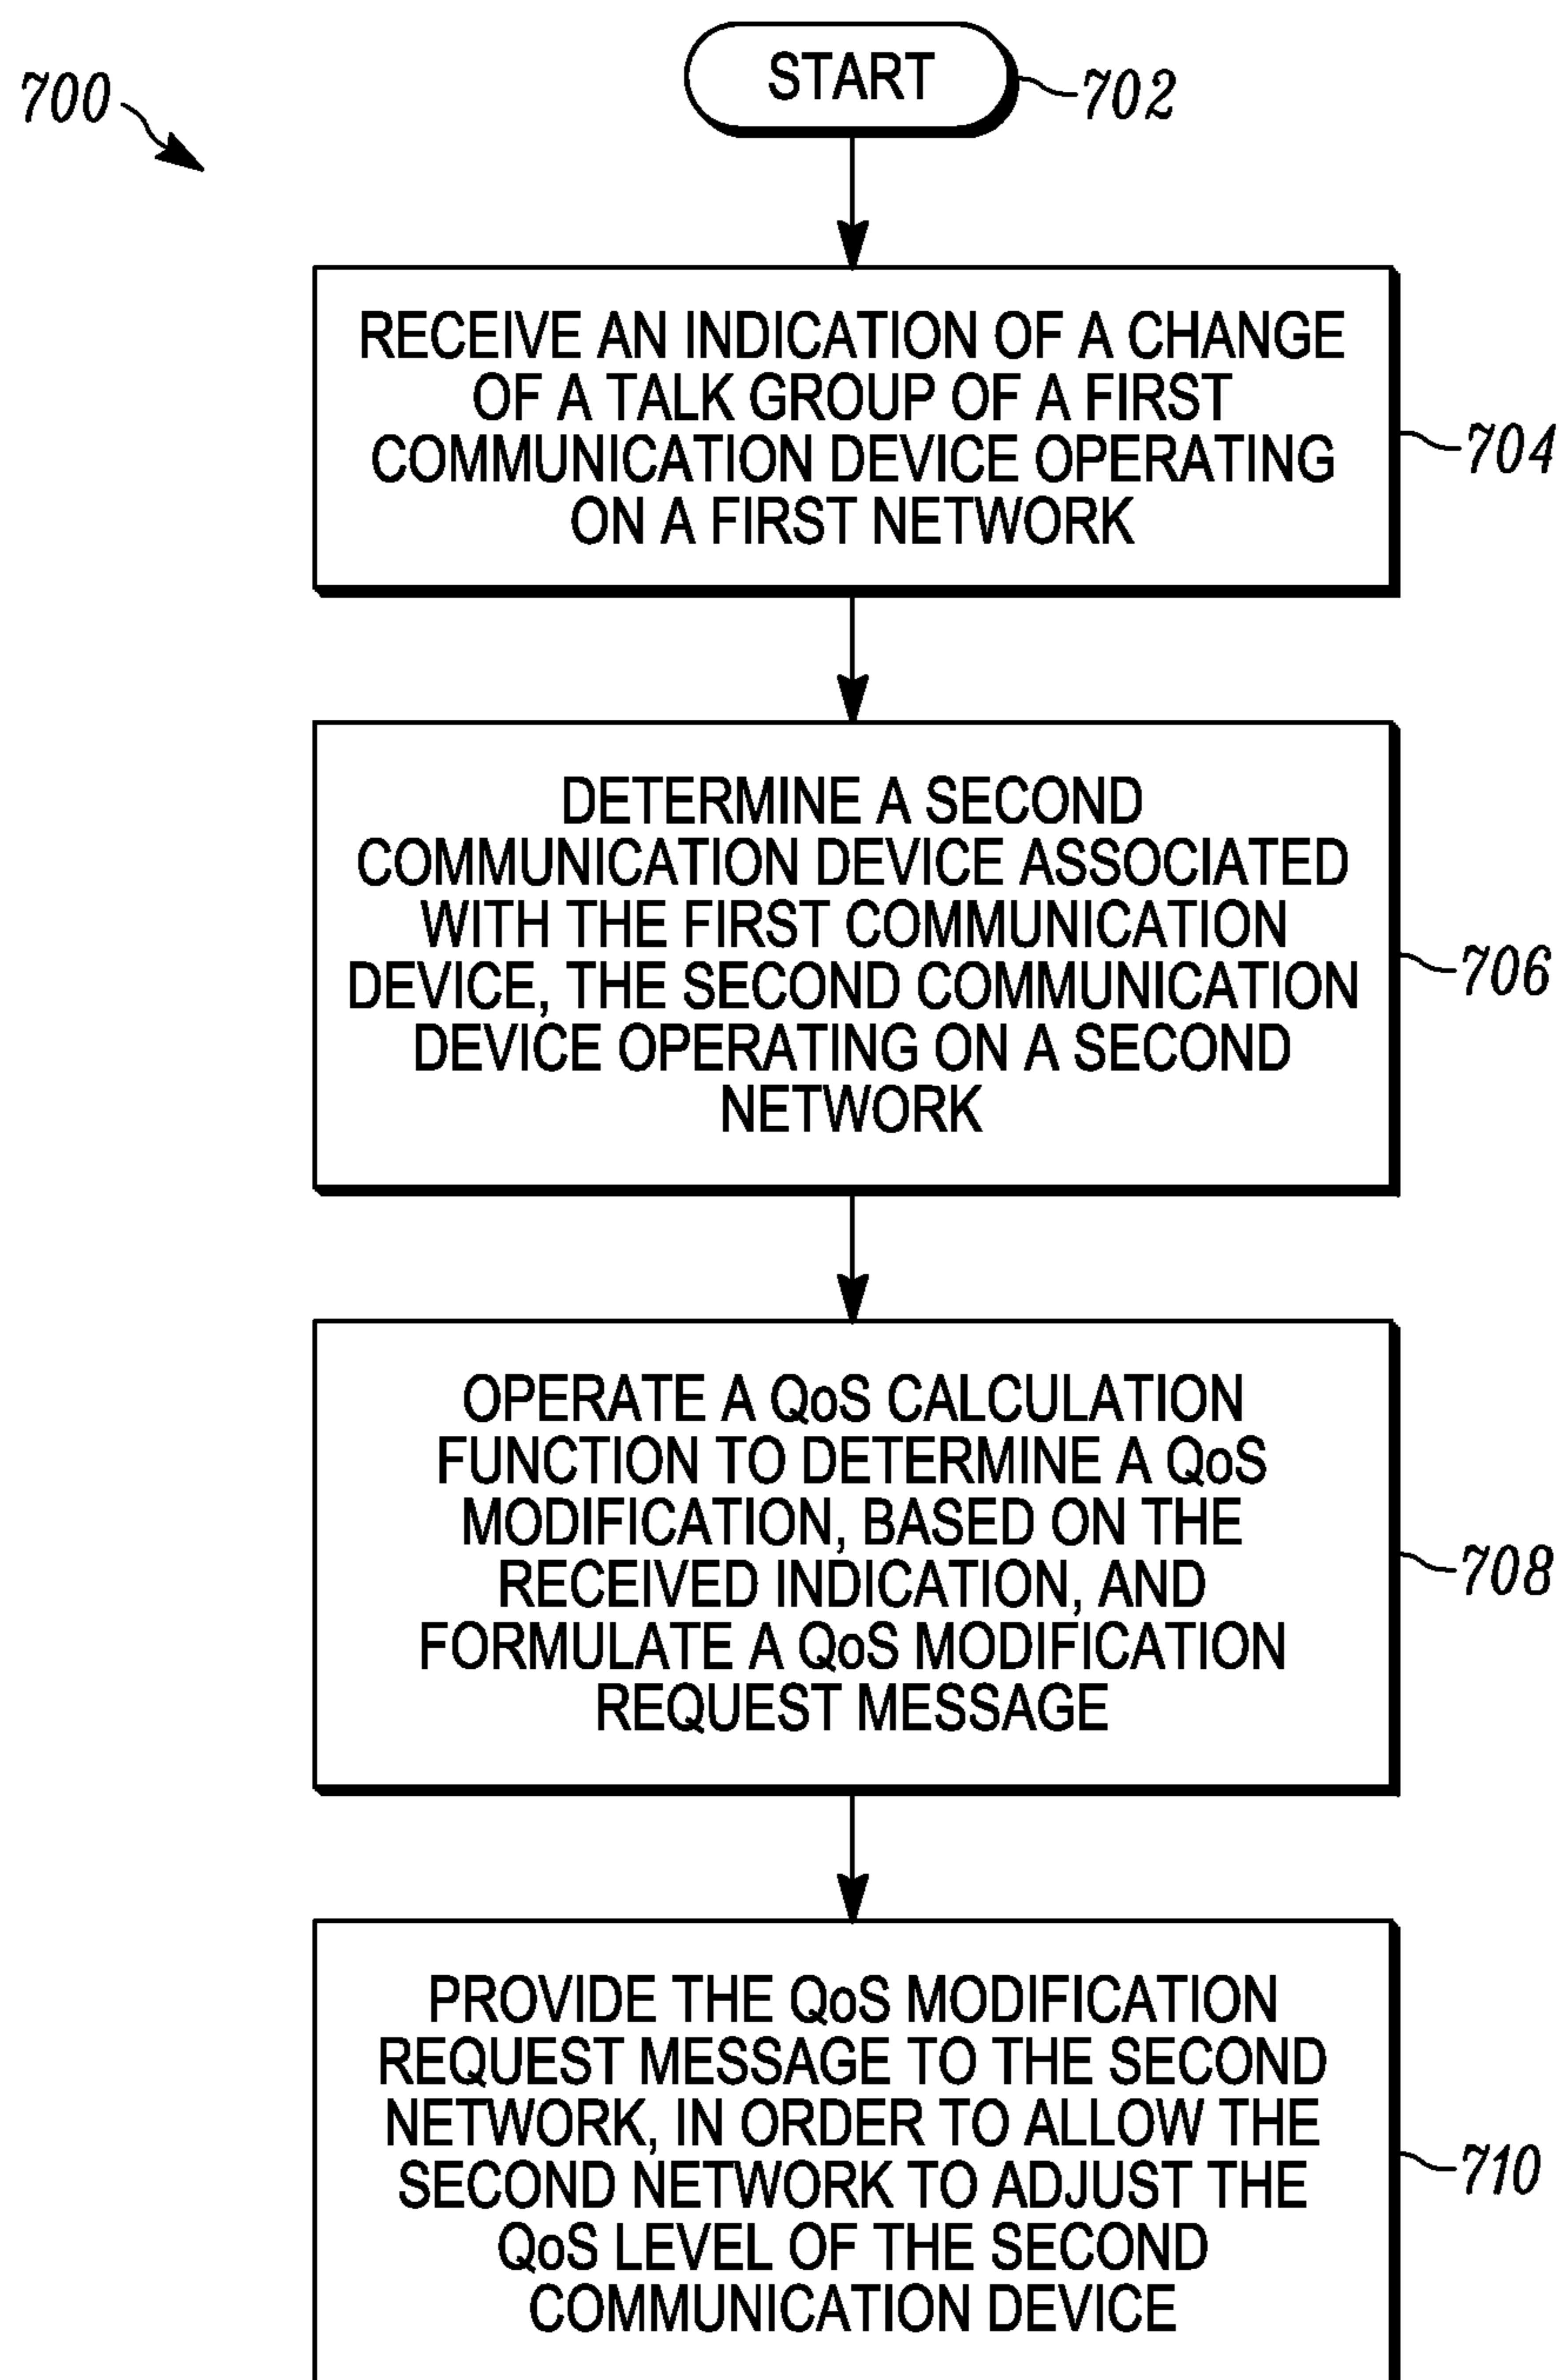 START
702
700
RECEIVE AN INDICATION OF A CHANGE
OF A TALK GROUP OF A FIRST
COMMUNICATION DEVICE OPERATING
ON A FIRST NETWORK
704
DETERMINE A SECOND
COMMUNICATION DEVICE ASSOCIATED
WITH THE FIRST COMMUNICATION
DEVICE, THE SECOND COMMUNICATION
DEVICE OPERATING ON A SECOND
NETWORK
706
OPERATE A QoS CALCULATION
FUNCTION TO DETERMINE A QoS
MODIFICATION, BASED ON THE
RECEIVED INDICATION, AND
FORMULATE A QoS MODIFICATION
REQUEST MESSAGE
708
PROVIDE THE QoS MODIFICATION
REQUEST MESSAGE TO THE SECOND
NETWORK, IN ORDER TO ALLOW THE
SECOND NETWORK TO ADJUST THE
QoS LEVEL OF THE SECOND
COMMUNICATION DEVICE
710